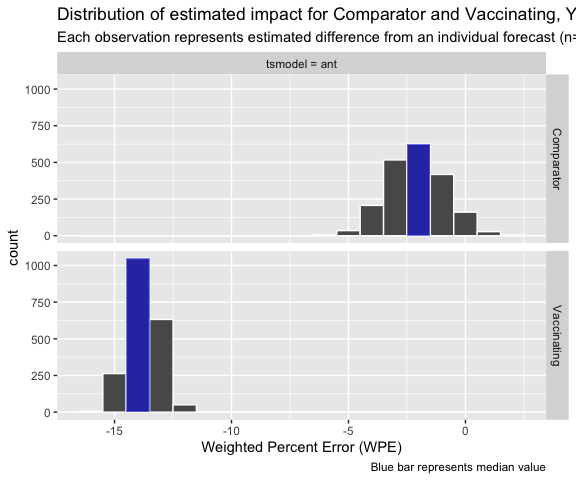 Distribution of estimated impact for Comparator and Vaccinating, Y
Each observation represents estimated difference from an individual forecast (n=
tsmodel = ant
1000
750
500
250
0
Comparator
count
1000
750
500
250
0
Vaccinating
-15 -10 -5 0
Weighted Percent Error (WPE)
Blue bar represents median value